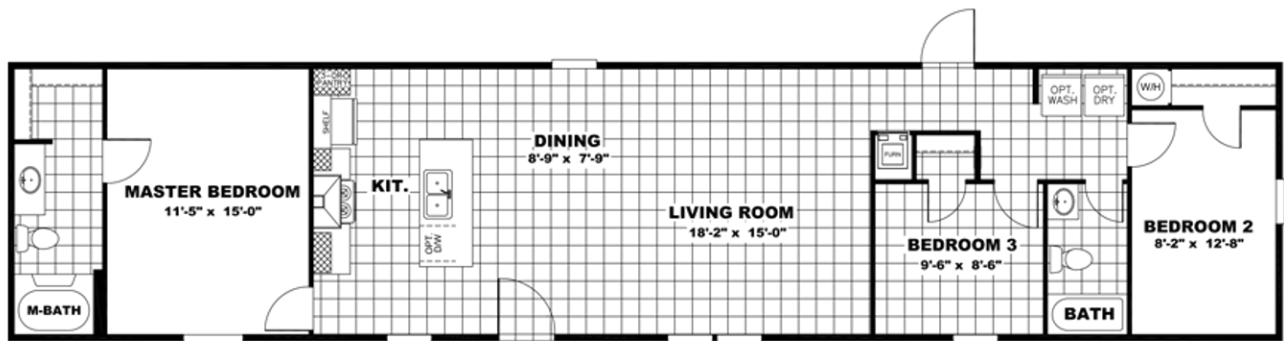 3-DR
PANTRY
SHELF
OPT.
D/W
M-BATH
MASTER BEDROOM
11'-5" x 15'-0"
KIT.
DINING
8'-9" x 7'-9"
LIVING ROOM
18'-2" x 15'-0"
FURN
BEDROOM 3
9'-6" x 8'-6"
OPT.
WASH
OPT.
DRY
W/H
BATH
BEDROOM 2
8'-2" x 12'-8"